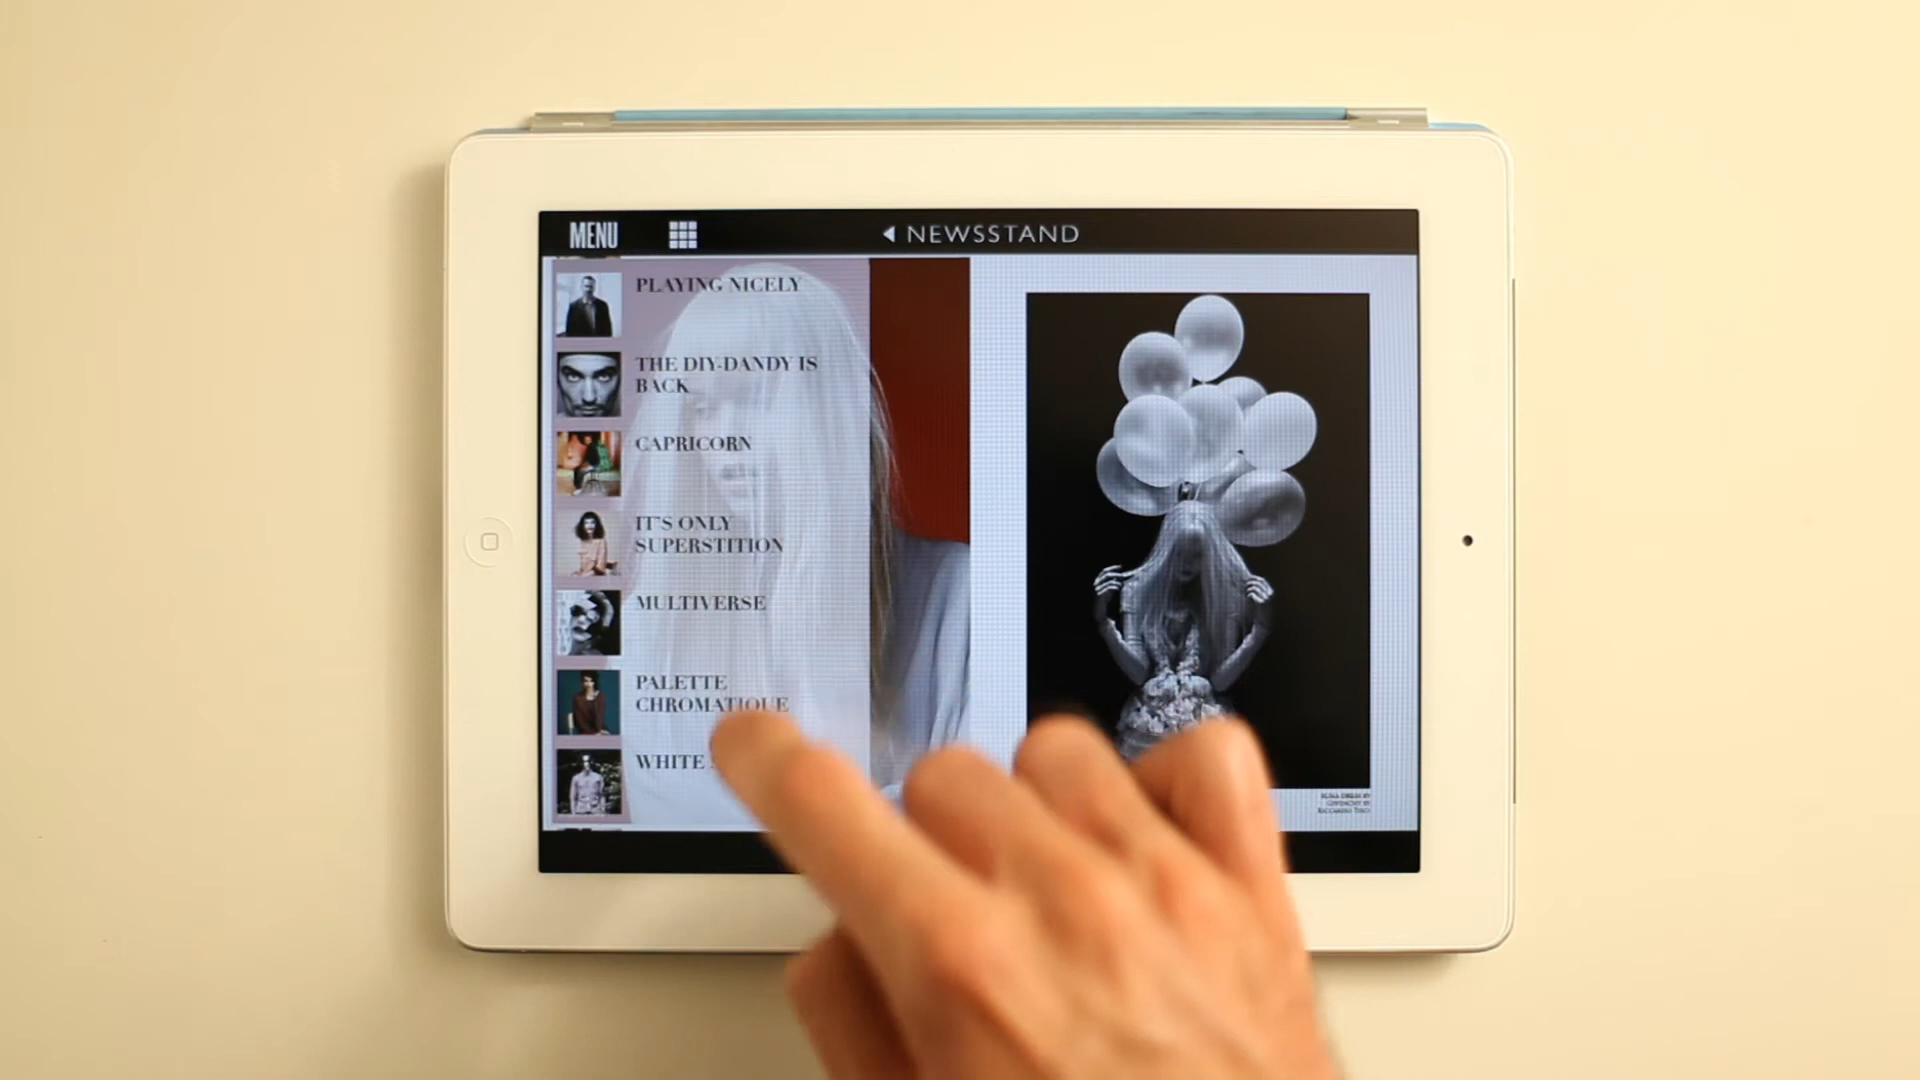 MENU
NEWSSTAND
PLAYING NICELY
THE DIY-DANDY IS
BACK
CAPRICORN
IT'S ONLY
SUPERSTITION
MULTIVERSE
PALETTE
CHROMATIQUE
WHITE